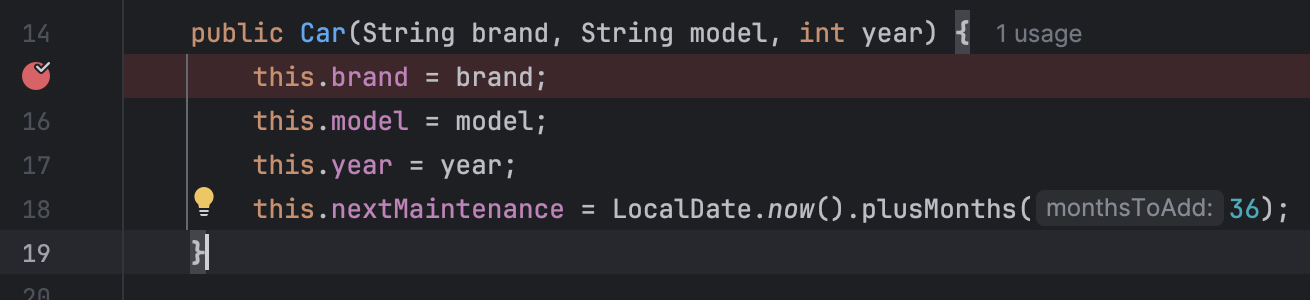 14 public Car(String brand, String model, int year) { 1 usage
this.brand = brand;
16 this.model = model;
17 this.year = year;
18 this.nextMaintenance = LocalDate.now().plusMonths( monthsToAdd: 36);
19 }
20